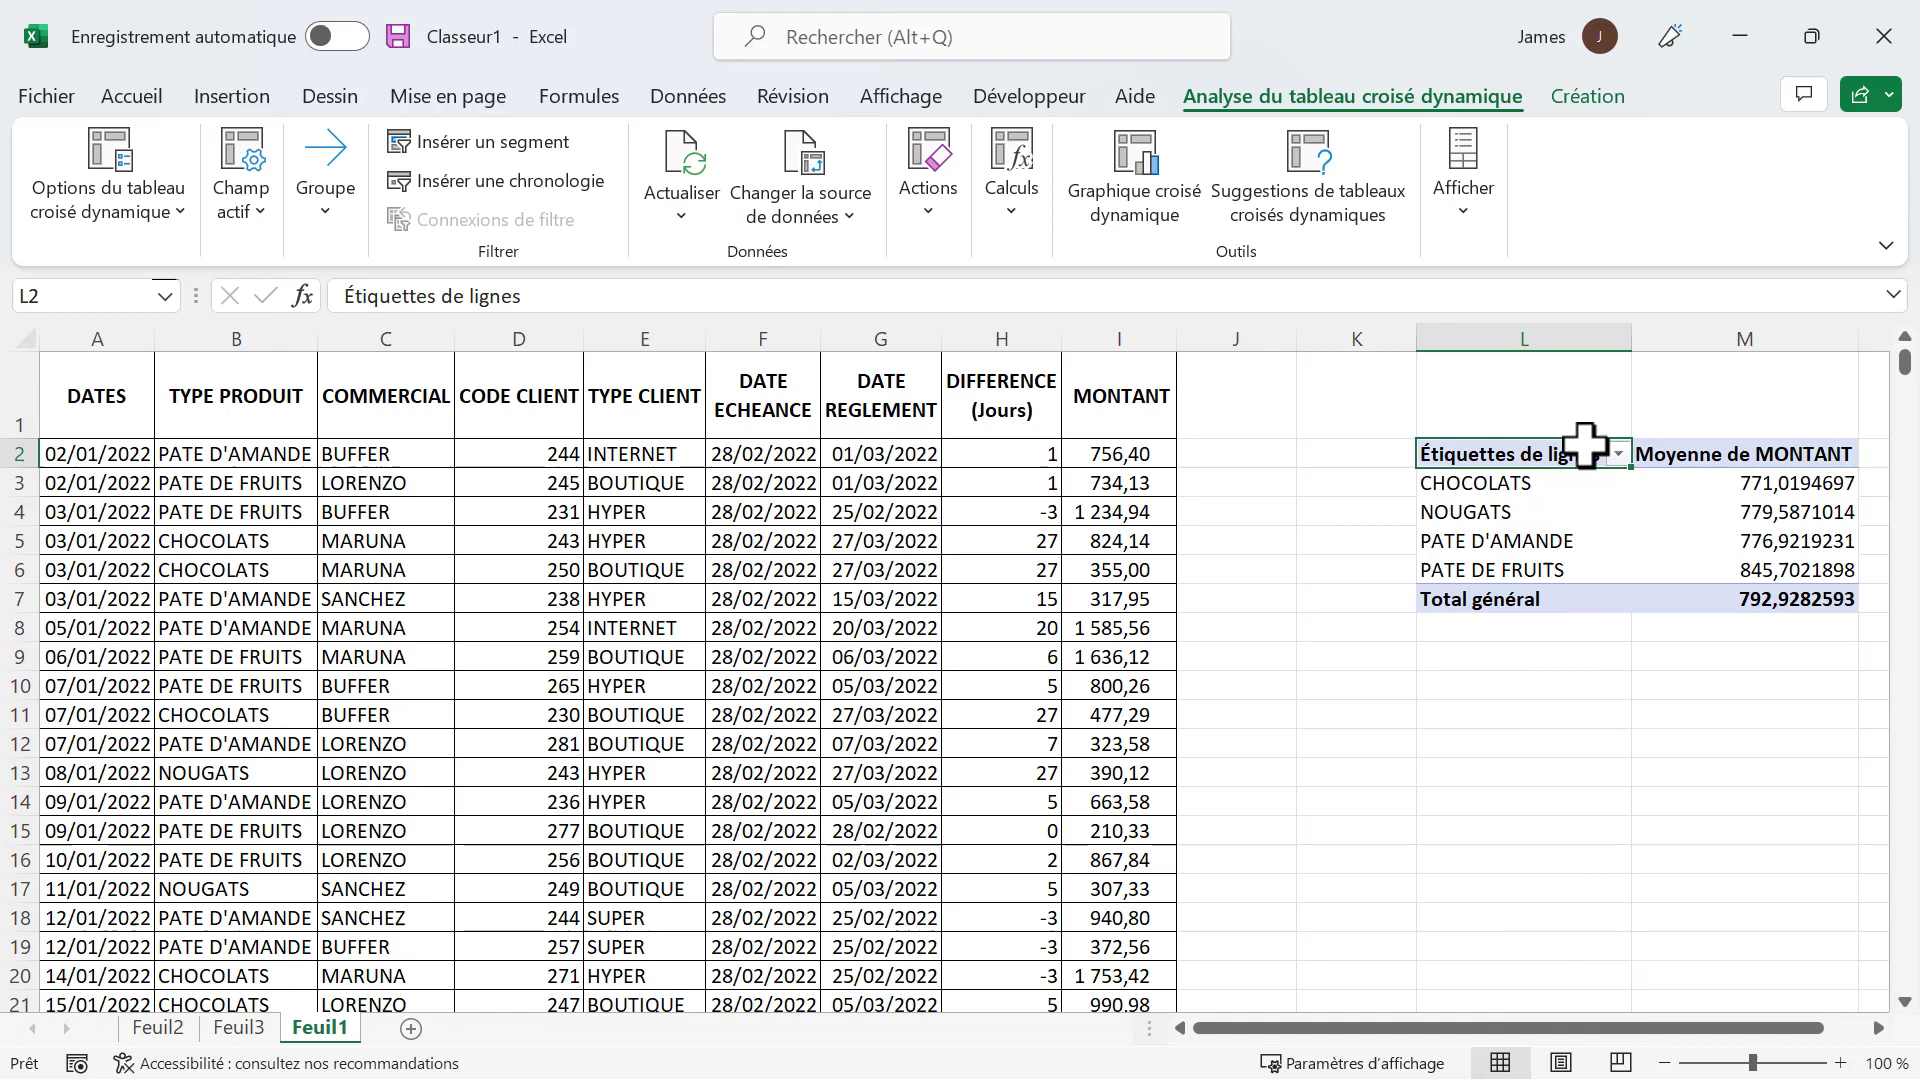 Enregistrement automatique Classeur1 - Excel Rechercher (Alt+Q) James J
Fichier Accueil Insertion Dessin Mise en page Formules Données Révision Affichage Développeur Aide Analyse du tableau croisé dynamique Création
Options du tableau croisé dynamique
Champ actif
Groupe
Insérer un segment
Insérer une chronologie
Connexions de filtre
Filtrer
Actualiser
Changer la source de données
Données
Actions
Calculs
Graphique croisé dynamique
Suggestions de tableaux croisés dynamiques
Outils
Afficher
L2 fx Étiquettes de lignes
A B C D E F G H I J K L M
1 DATES TYPE PRODUIT COMMERCIAL CODE CLIENT TYPE CLIENT DATE ECHEANCE DATE REGLEMENT DIFFERENCE (Jours) MONTANT
2 02/01/2022 PATE D'AMANDE BUFFER 244 INTERNET 28/02/2022 01/03/2022 1 756,40 Étiquettes de Moyenne de MONTANT
3 02/01/2022 PATE DE FRUITS LORENZO 245 BOUTIQUE 28/02/2022 01/03/2022 1 734,13 CHOCOLATS 771,0194697
4 03/01/2022 PATE DE FRUITS BUFFER 231 HYPER 28/02/2022 25/02/2022 -3 1 234,94 NOUGATS 779,5871014
5 03/01/2022 CHOCOLATS MARUNA 243 HYPER 28/02/2022 27/03/2022 27 824,14 PATE D'AMANDE 776,9219231
6 03/01/2022 CHOCOLATS MARUNA 250 BOUTIQUE 28/02/2022 27/03/2022 27 355,00 PATE DE FRUITS 845,7021898
7 03/01/2022 PATE D'AMANDE SANCHEZ 238 HYPER 28/02/2022 15/03/2022 15 317,95 Total général 792,9282593
8 05/01/2022 PATE D'AMANDE MARUNA 254 INTERNET 28/02/2022 20/03/2022 20 1 585,56
9 06/01/2022 PATE DE FRUITS MARUNA 259 BOUTIQUE 28/02/2022 06/03/2022 6 1 636,12
10 07/01/2022 PATE DE FRUITS BUFFER 265 HYPER 28/02/2022 05/03/2022 5 800,26
11 07/01/2022 CHOCOLATS BUFFER 230 BOUTIQUE 28/02/2022 27/03/2022 27 477,29
12 07/01/2022 PATE D'AMANDE LORENZO 281 BOUTIQUE 28/02/2022 07/03/2022 7 323,58
13 08/01/2022 NOUGATS LORENZO 243 HYPER 28/02/2022 27/03/2022 27 390,12
14 09/01/2022 PATE D'AMANDE LORENZO 236 HYPER 28/02/2022 05/03/2022 5 663,58
15 09/01/2022 PATE DE FRUITS LORENZO 277 BOUTIQUE 28/02/2022 28/02/2022 0 210,33
16 10/01/2022 PATE DE FRUITS LORENZO 256 BOUTIQUE 28/02/2022 02/03/2022 2 867,84
17 11/01/2022 NOUGATS SANCHEZ 249 BOUTIQUE 28/02/2022 05/03/2022 5 307,33
18 12/01/2022 PATE D'AMANDE SANCHEZ 244 SUPER 28/02/2022 25/02/2022 -3 940,80
19 12/01/2022 PATE D'AMANDE BUFFER 257 SUPER 28/02/2022 25/02/2022 -3 372,56
20 14/01/2022 CHOCOLATS MARUNA 271 HYPER 28/02/2022 25/02/2022 -3 1 753,42
21 15/01/2022 CHOCOLATS LORENZO 247 BOUTIQUE 28/02/2022 05/03/2022 5 990,98
Feuil2 Feuil3 Feuil1
Prêt Accessibilité : consultez nos recommandations Paramètres d'affichage 100 %